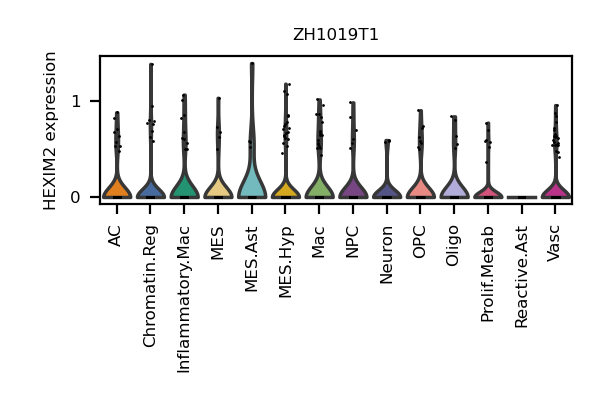 ZH1019T1
HEXIM2 expression
1
0
AC
Chromatin.Reg
Inflammatory.Mac
MES
MES.Ast
MES.Hyp
Mac
NPC
Neuron
OPC
Oligo
Prolif.Metab
Reactive.Ast
Vasc